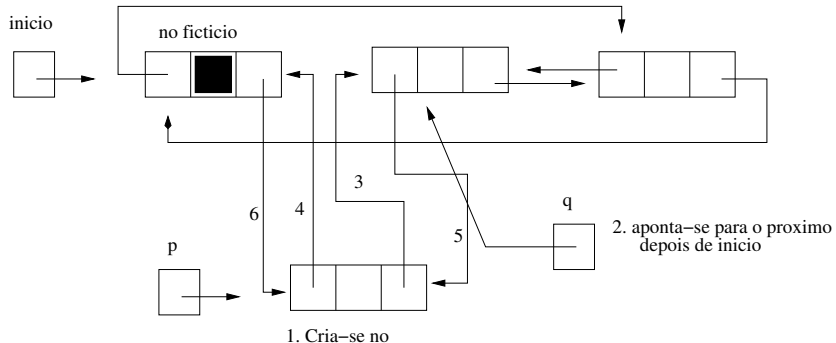 inicio
no ficticio
3
6
4
5
q
2. aponta-se para o proximo
depois de inicio
p
1. Cria-se no